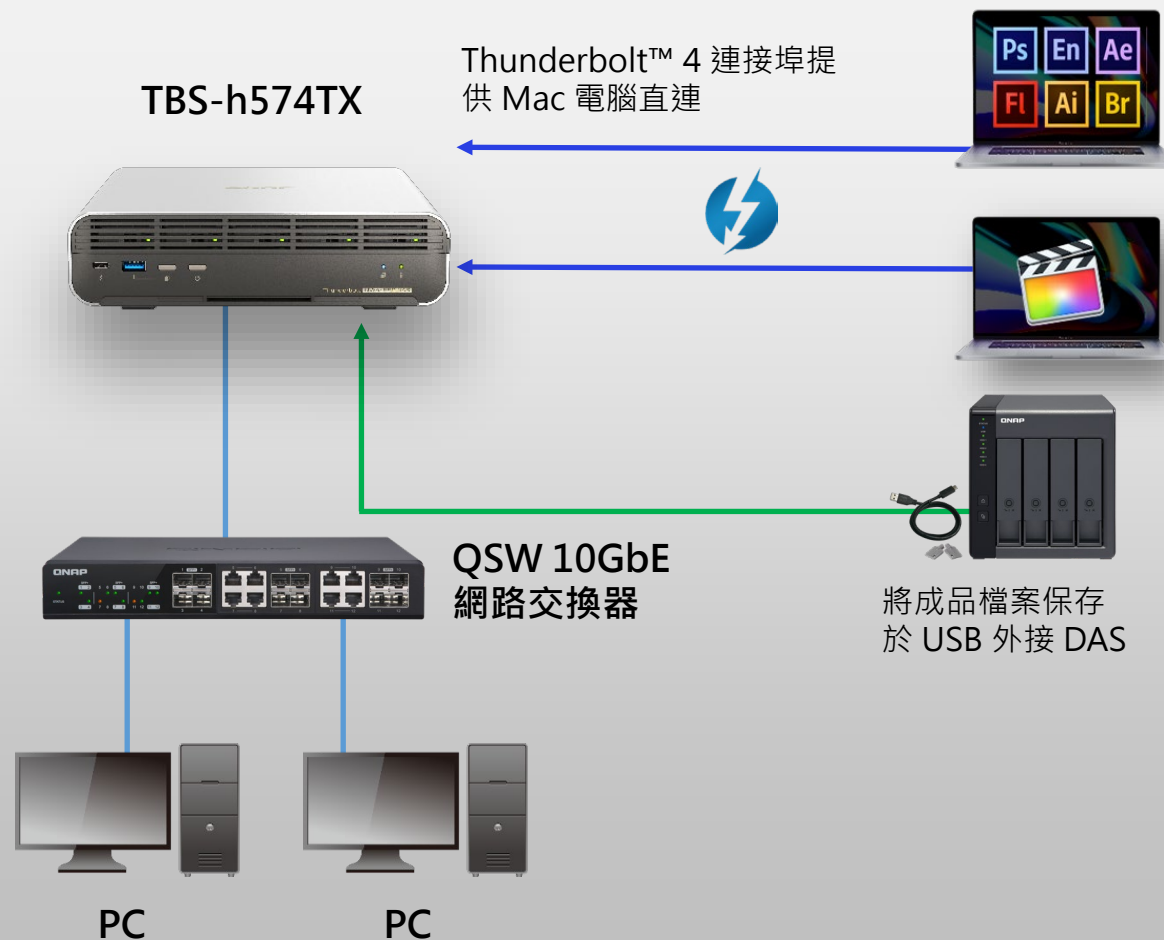 TBS-h574TX
Thunderbolt™ 4 連接埠提
供 Mac 電腦直連
Ps En Ae
Fl Ai Br
QNAP
QNAP
QSW 10GbE
網路交換器
將成品檔案保存
於 USB 外接 DAS
PC
PC